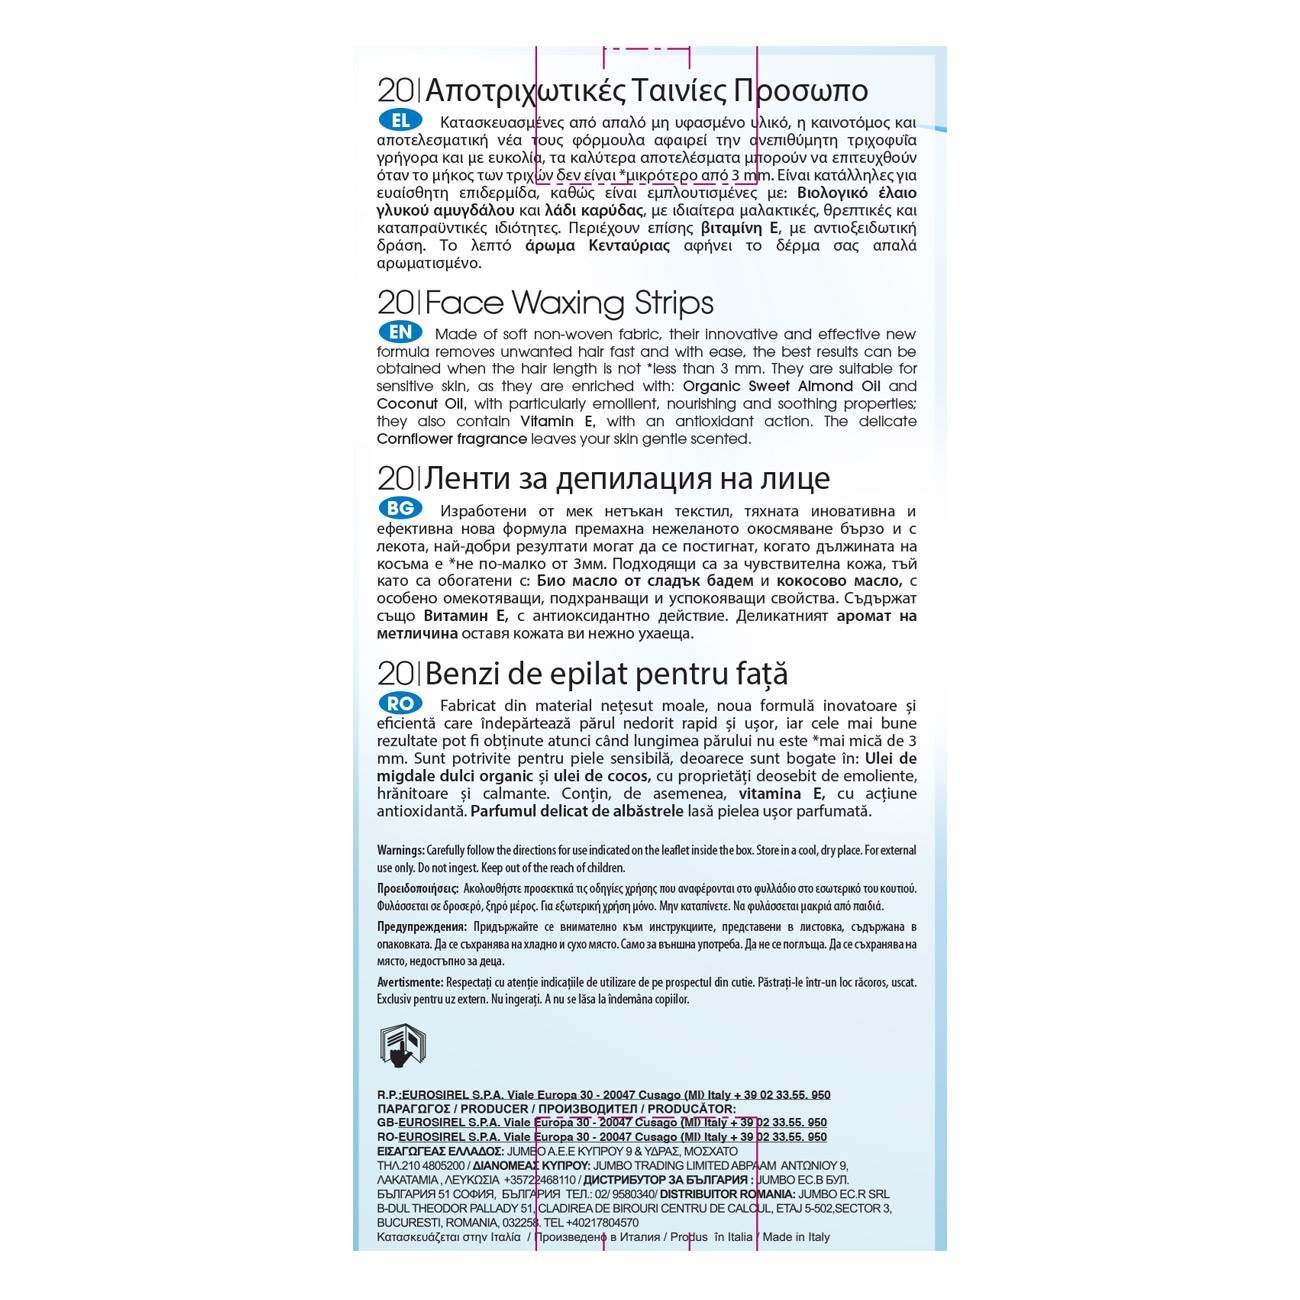 20 Αποτριχωτικές Ταινίες Προσωπο
EL Κατασκευασμένες από απαλό μη υφασμένο υλικό, η καινοτόμος και
αποτελεσματική νέα τους φόρμουλα αφαιρεί την ανεπιθύμητη τριχοφυΐα
γρήγορα και με ευκολία, τα καλύτερα αποτελέσματα μπορούν να επιτευχθούν
όταν το μήκος των τριχών δεν είναι *μικρότερο από 3 mm. Είναι κατάλληλες για
ευαίσθητη επιδερμίδα, καθώς είναι εμπλουτισμένες με: Βιολογικό έλαιο
γλυκού αμυγδάλου και λάδι καρύδας, με ιδιαίτερα μαλακτικές, θρεπτικές και
καταπραϋντικές ιδιότητες. Περιέχουν επίσης βιταμίνη Ε, με αντιοξειδωτική
δράση. Το λεπτό άρωμα Κενταύριας αφήνει το δέρμα σας απαλά
αρωματισμένο.
20 Face Waxing Strips
EN Made of soft non-woven fabric, their innovative and effective new
formula removes unwanted hair fast and with ease, the best results can be
obtained when the hair length is not *less than 3 mm. They are suitable for
sensitive skin, as they are enriched with: Organic Sweet Almond Oil and
Coconut Oil, with particularly emollient, nourishing and soothing properties;
they also contain Vitamin E, with an antioxidant action. The delicate
Cornflower fragrance leaves your skin gentle scented.
20 Ленти за депилация на лице
BG Изработени от мек нетъкан текстил, тяхната иновативна и
ефективна нова формула премахна нежеланото окосмяване бързо и с
лекота, най-добри резултати могат да се постигнат, когато дължината на
косъма е *не по-малко от 3мм. Подходящи са за чувствителна кожа, тъй
като са обогатени с: Био масло от сладък бадем и кокосово масло, с
особено омекотяващи, подхранващи и успокояващи свойства. Съдържат
също Витамин Е, с антиоксидантно действие. Деликатният аромат на
метличина оставя кожата ви нежно ухаеща.
20 Benzi de epilat pentru față
RO Fabricat din material nețesut moale, noua formulă inovatoare și
eficientă care îndepărtează părul nedorit rapid și ușor, iar cele mai bune
rezultate pot fi obținute atunci când lungimea părului nu este *mai mică de 3
mm. Sunt potrivite pentru piele sensibilă, deoarece sunt bogate în: Ulei de
migdale dulci organic și ulei de cocos, cu proprietăți deosebit de emoliente,
hrănitoare și calmante. Conțin, de asemenea, vitamina E, cu acțiune
antioxidantă. Parfumul delicat de albăstrele lasă pielea ușor parfumată.
Warnings: Carefully follow the directions for use indicated on the leaflet inside the box. Store in a cool, dry place. For external
use only. Do not ingest. Keep out of the reach of children.
Προειδοποιήσεις: Ακολουθήστε προσεκτικά τις οδηγίες χρήσης που αναφέρονται στο φυλλάδιο στο εσωτερικό του κουτιού.
Φυλάσσεται σε δροσερό, ξηρό μέρος. Για εξωτερική χρήση μόνο. Μην καταπίνετε. Να φυλάσσεται μακριά από παιδιά.
Предупреждения: Придържайте се внимателно към инструкциите, представени в листовка, съдържана в
опаковката. Да се съхранява на хладно и сухо място. Само за външна употреба. Да не се поглъща. Да се съхранява на
място, недостъпно за деца.
Avertismente: Respectați cu atenție indicațiile de utilizare de pe prospectul din cutie. Păstrați-le într-un loc răcoros, uscat.
Exclusiv pentru uz extern. Nu ingerați. A nu se lăsa la îndemâna copiilor.
R.P.:EUROSIREL S.P.A. Viale Europa 30 - 20047 Cusago (MI) Italy + 39 02 33.55. 950
ΠΑΡΑΓΩΓΟΣ / PRODUCER / ПРОИЗВОДИТЕЛ / PRODUCĂTOR:
GB-EUROSIREL S.P.A. Viale Europa 30 - 20047 Cusago (MI) Italy + 39 02 33.55. 950
RO-EUROSIREL S.P.A. Viale Europa 30 - 20047 Cusago (MI) Italy + 39 02 33.55. 950
ΕΙΣΑΓΩΓΕΑΣ ΕΛΛΑΔΟΣ: JUMBO A.E.E ΚΥΠΡΟΥ 9 & ΥΔΡΑΣ, ΜΟΣΧΑΤΟ
ΤΗΛ.210 4805200 / ΔΙΑΝΟΜΕΑΣ ΚΥΠΡΟΥ: JUMBO TRADING LIMITED ΑΒΡΑΑΜ ΑΝΤΩΝΙΟΥ 9,
ΛΑΚΑΤΑΜΙΑ , ΛΕΥΚΩΣΙΑ +35722468110 / ДИСТРИБУТОР ЗА БЪЛГАРИЯ : JUMBO EC.B БУЛ.
БЪЛГАРИЯ 51 СОФИЯ, БЪЛГАРИЯ ТЕЛ.: 02/ 9580340/ DISTRIBUITOR ROMANIA: JUMBO EC.R SRL
B-DUL THEODOR PALLADY 51, CLADIREA DE BIROURI CENTRU DE CALCUL, ETAJ 5-502,SECTOR 3,
BUCURESTI, ROMANIA, 032258. TEL +40217804570
Κατασκευάζεται στην Ιταλία / Произведено в Италия / Produs în Italia / Made in Italy